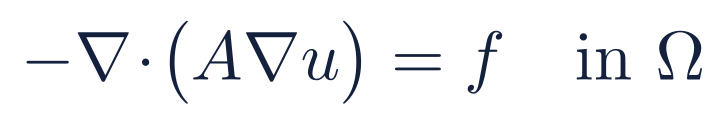 −∇·(A∇u) = f in Ω